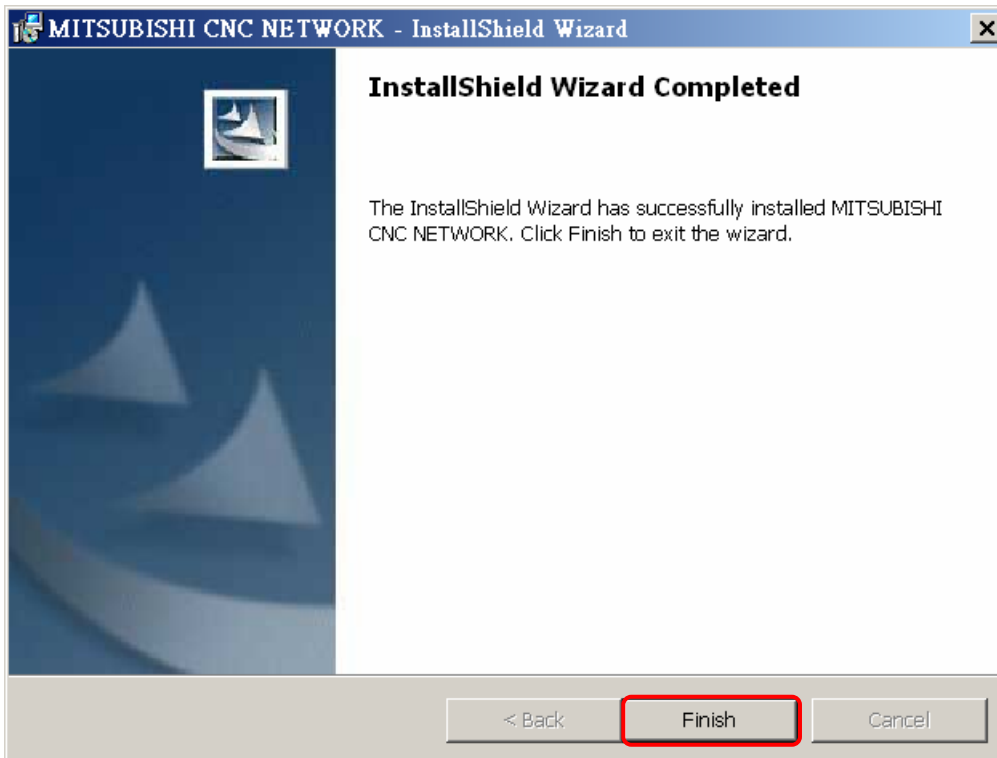 MITSUBISHI CNC NETWORK - InstallShield Wizard
InstallShield Wizard Completed
The InstallShield Wizard has successfully installed MITSUBISHI
CNC NETWORK. Click Finish to exit the wizard.
< Back
Finish
Cancel